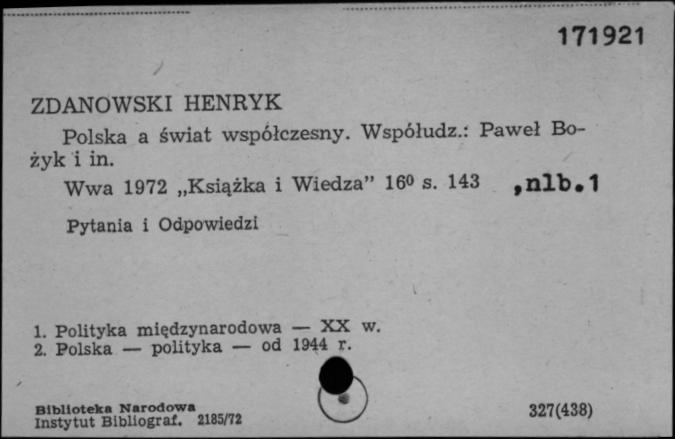 171921
ZDANOWSKI HENRYK
Polska a świat współczesny. Współudz.: Paweł Bo-
żyk i in.
Wwa 1972 „Książka i Wiedza” 16⁰ s. 143 ,nlb.1
Pytania i Odpowiedzi
1. Polityka międzynarodowa — XX w.
2. Polska — polityka — od 1944 r.
Biblioteka Narodowa
Instytut Bibliograf. 2185/72
327(438)